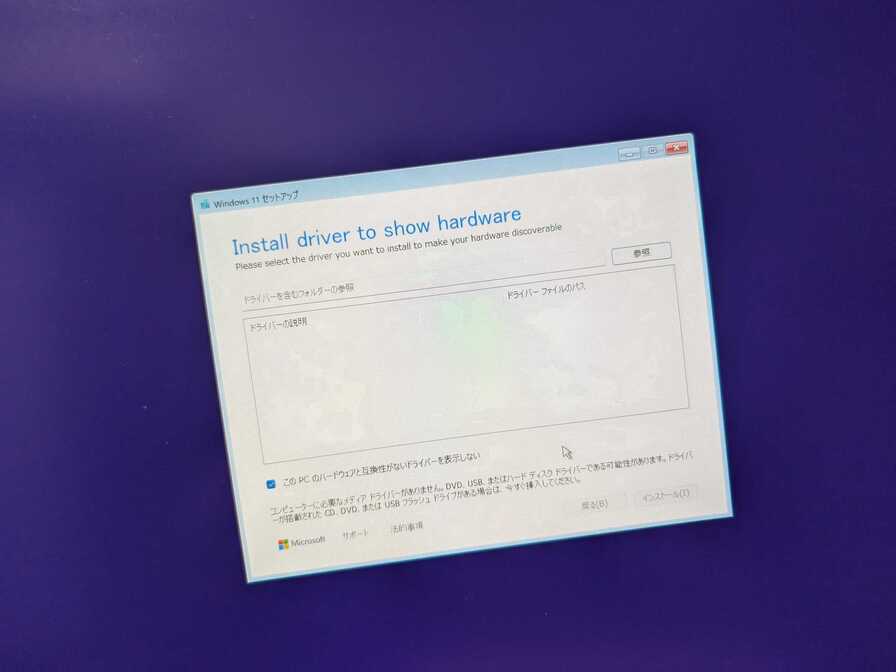 Windows 11 セットアップ
Install driver to show hardware
Please select the driver you want to install to make your hardware discoverable
ドライバーを含むフォルダーの参照
参照
ドライバーの説明
ドライバー ファイルのパス
この PC のハードウェアと互換性がないドライバーを表示しない
コンピューターに必要なメディア ドライバーがありません。DVD、USB、またはハード ディスク ドライバーである可能性があります。ドライバ
ーが搭載された CD、DVD、または USB フラッシュ ドライブがある場合は、今すぐ挿入してください。
戻る(B)
インストール(I)
Microsoft
サポート
法的事項